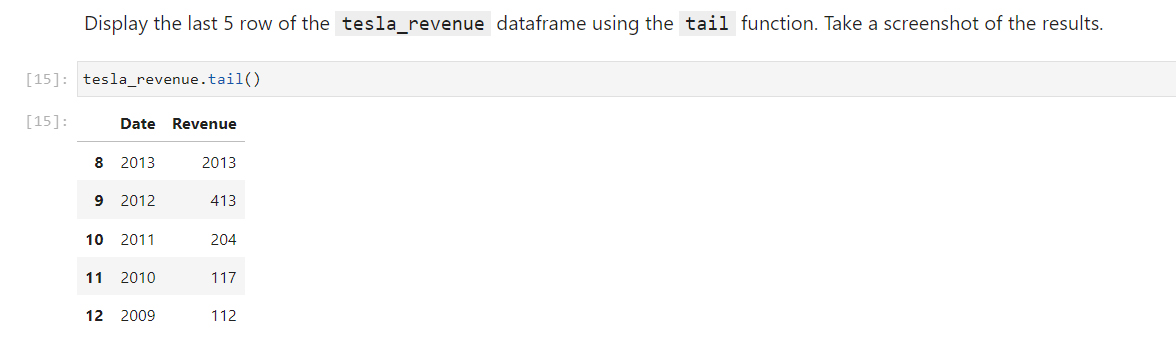 Display the last 5 row of the tesla_revenue dataframe using the tail function. Take a screenshot of the results.
[15]: tesla_revenue.tail()
[15]:
Date Revenue
8 2013 2013
9 2012 413
10 2011 204
11 2010 117
12 2009 112